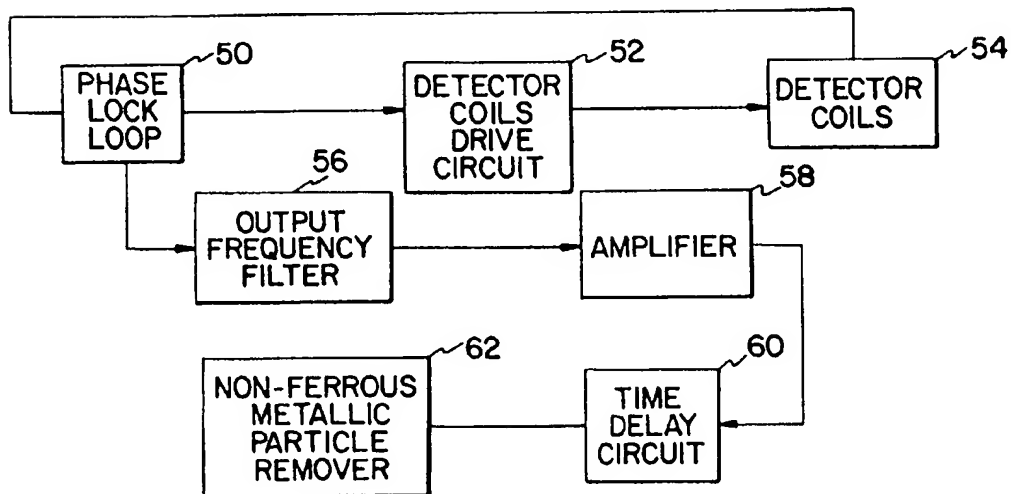 50
PHASE
LOCK
LOOP
52
DETECTOR
COILS
DRIVE
CIRCUIT
54
DETECTOR
COILS
56
OUTPUT
FREQUENCY
FILTER
58
AMPLIFIER
62
NON-FERROUS
METALLIC
PARTICLE
REMOVER
60
TIME
DELAY
CIRCUIT